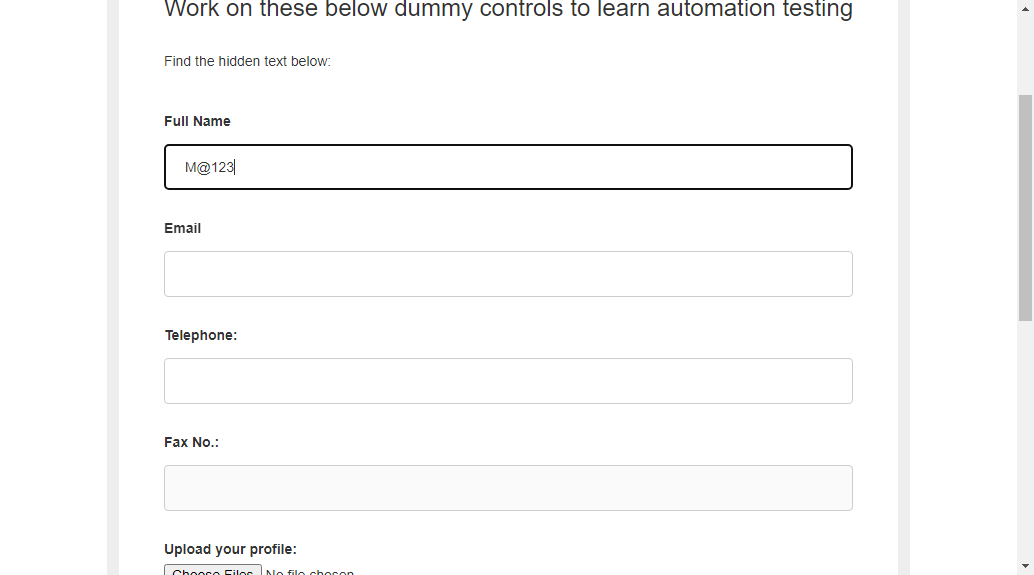 Work on these below dummy controls to learn automation testing
Find the hidden text below:
Full Name
M@123
Email
Telephone:
Fax No.:
Upload your profile:
Choose Files No file chosen